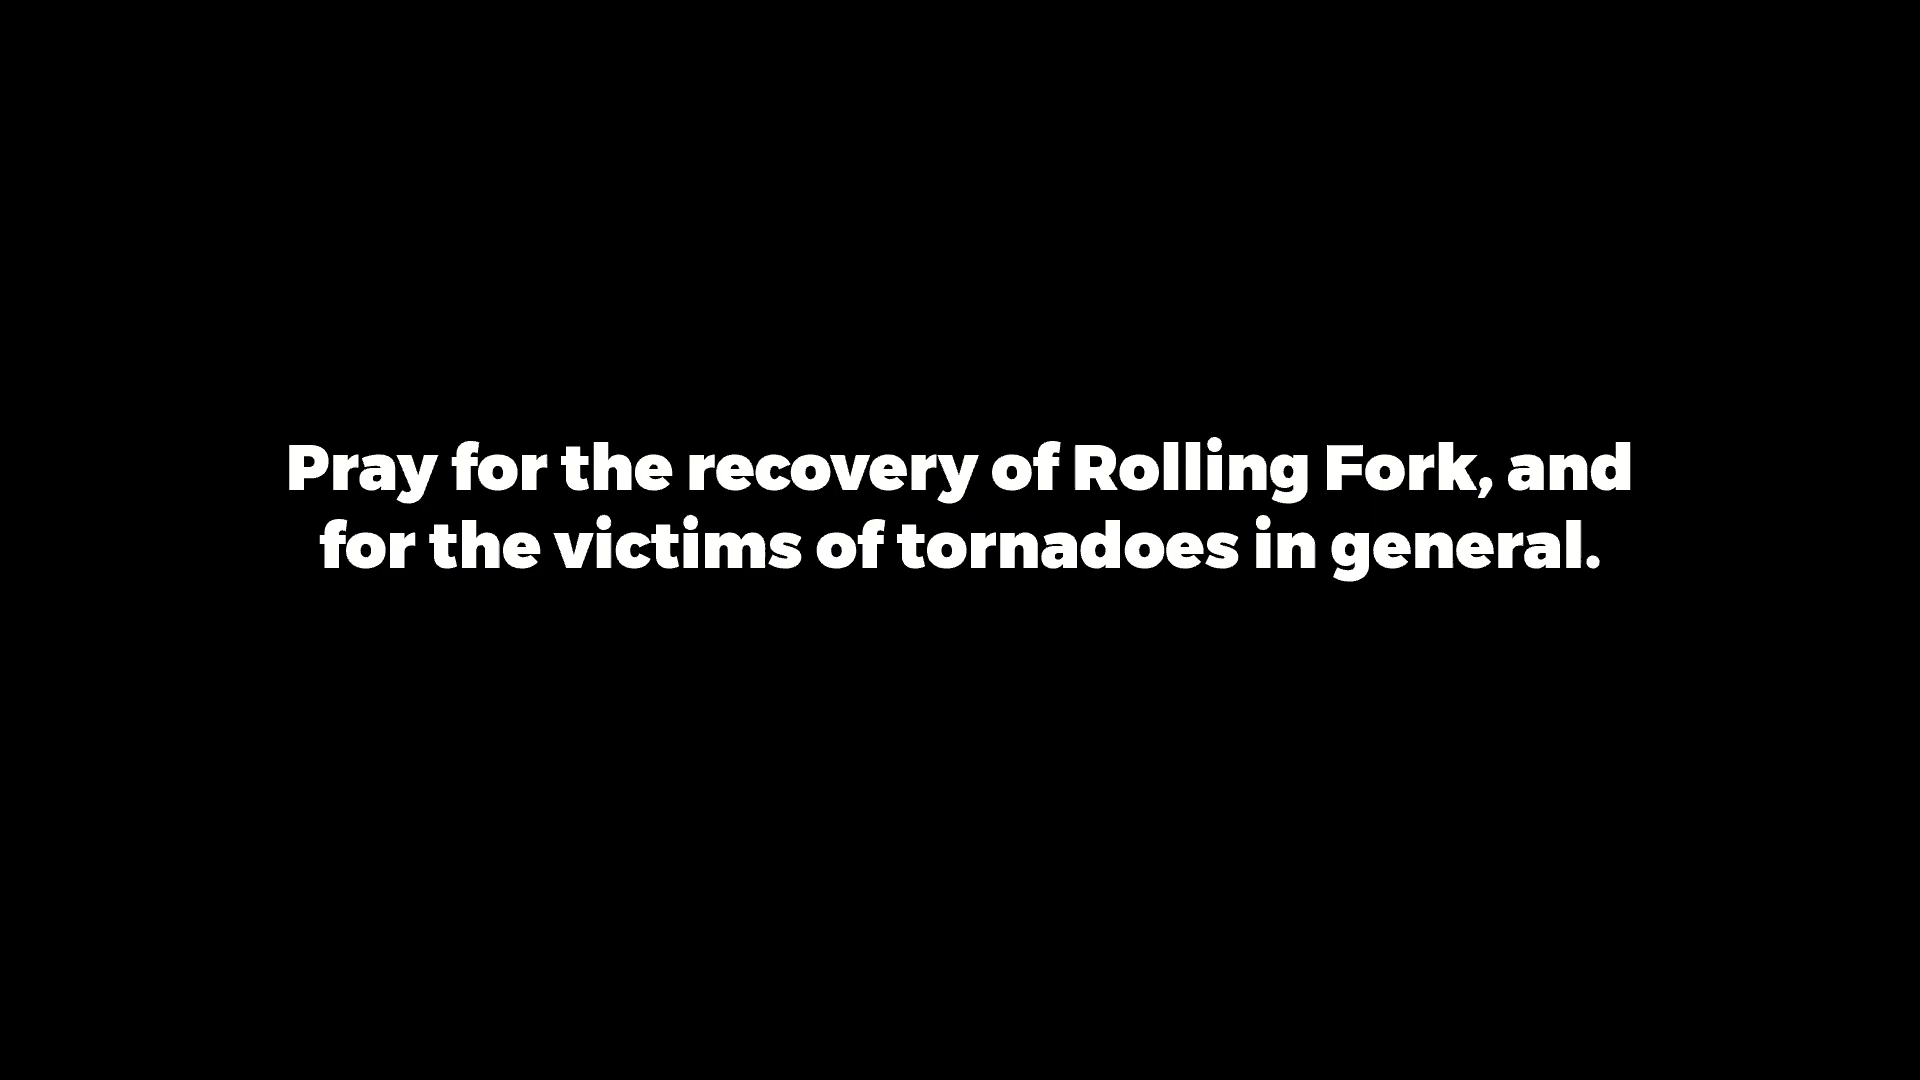 Pray for the recovery of Rolling Fork, and
for the victims of tornadoes in general.